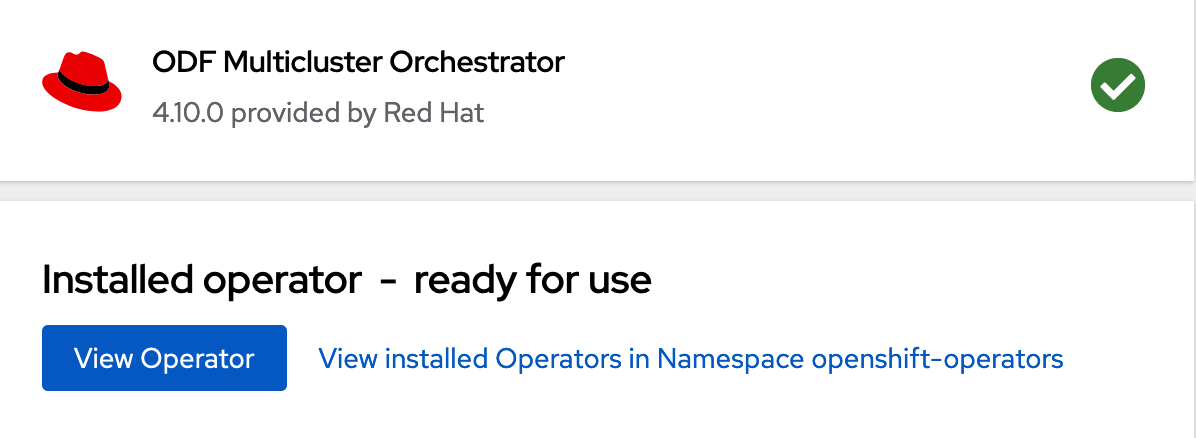 ODF Multicluster Orchestrator
4.10.0 provided by Red Hat
Installed operator - ready for use
View Operator
View installed Operators in Namespace openshift-operators